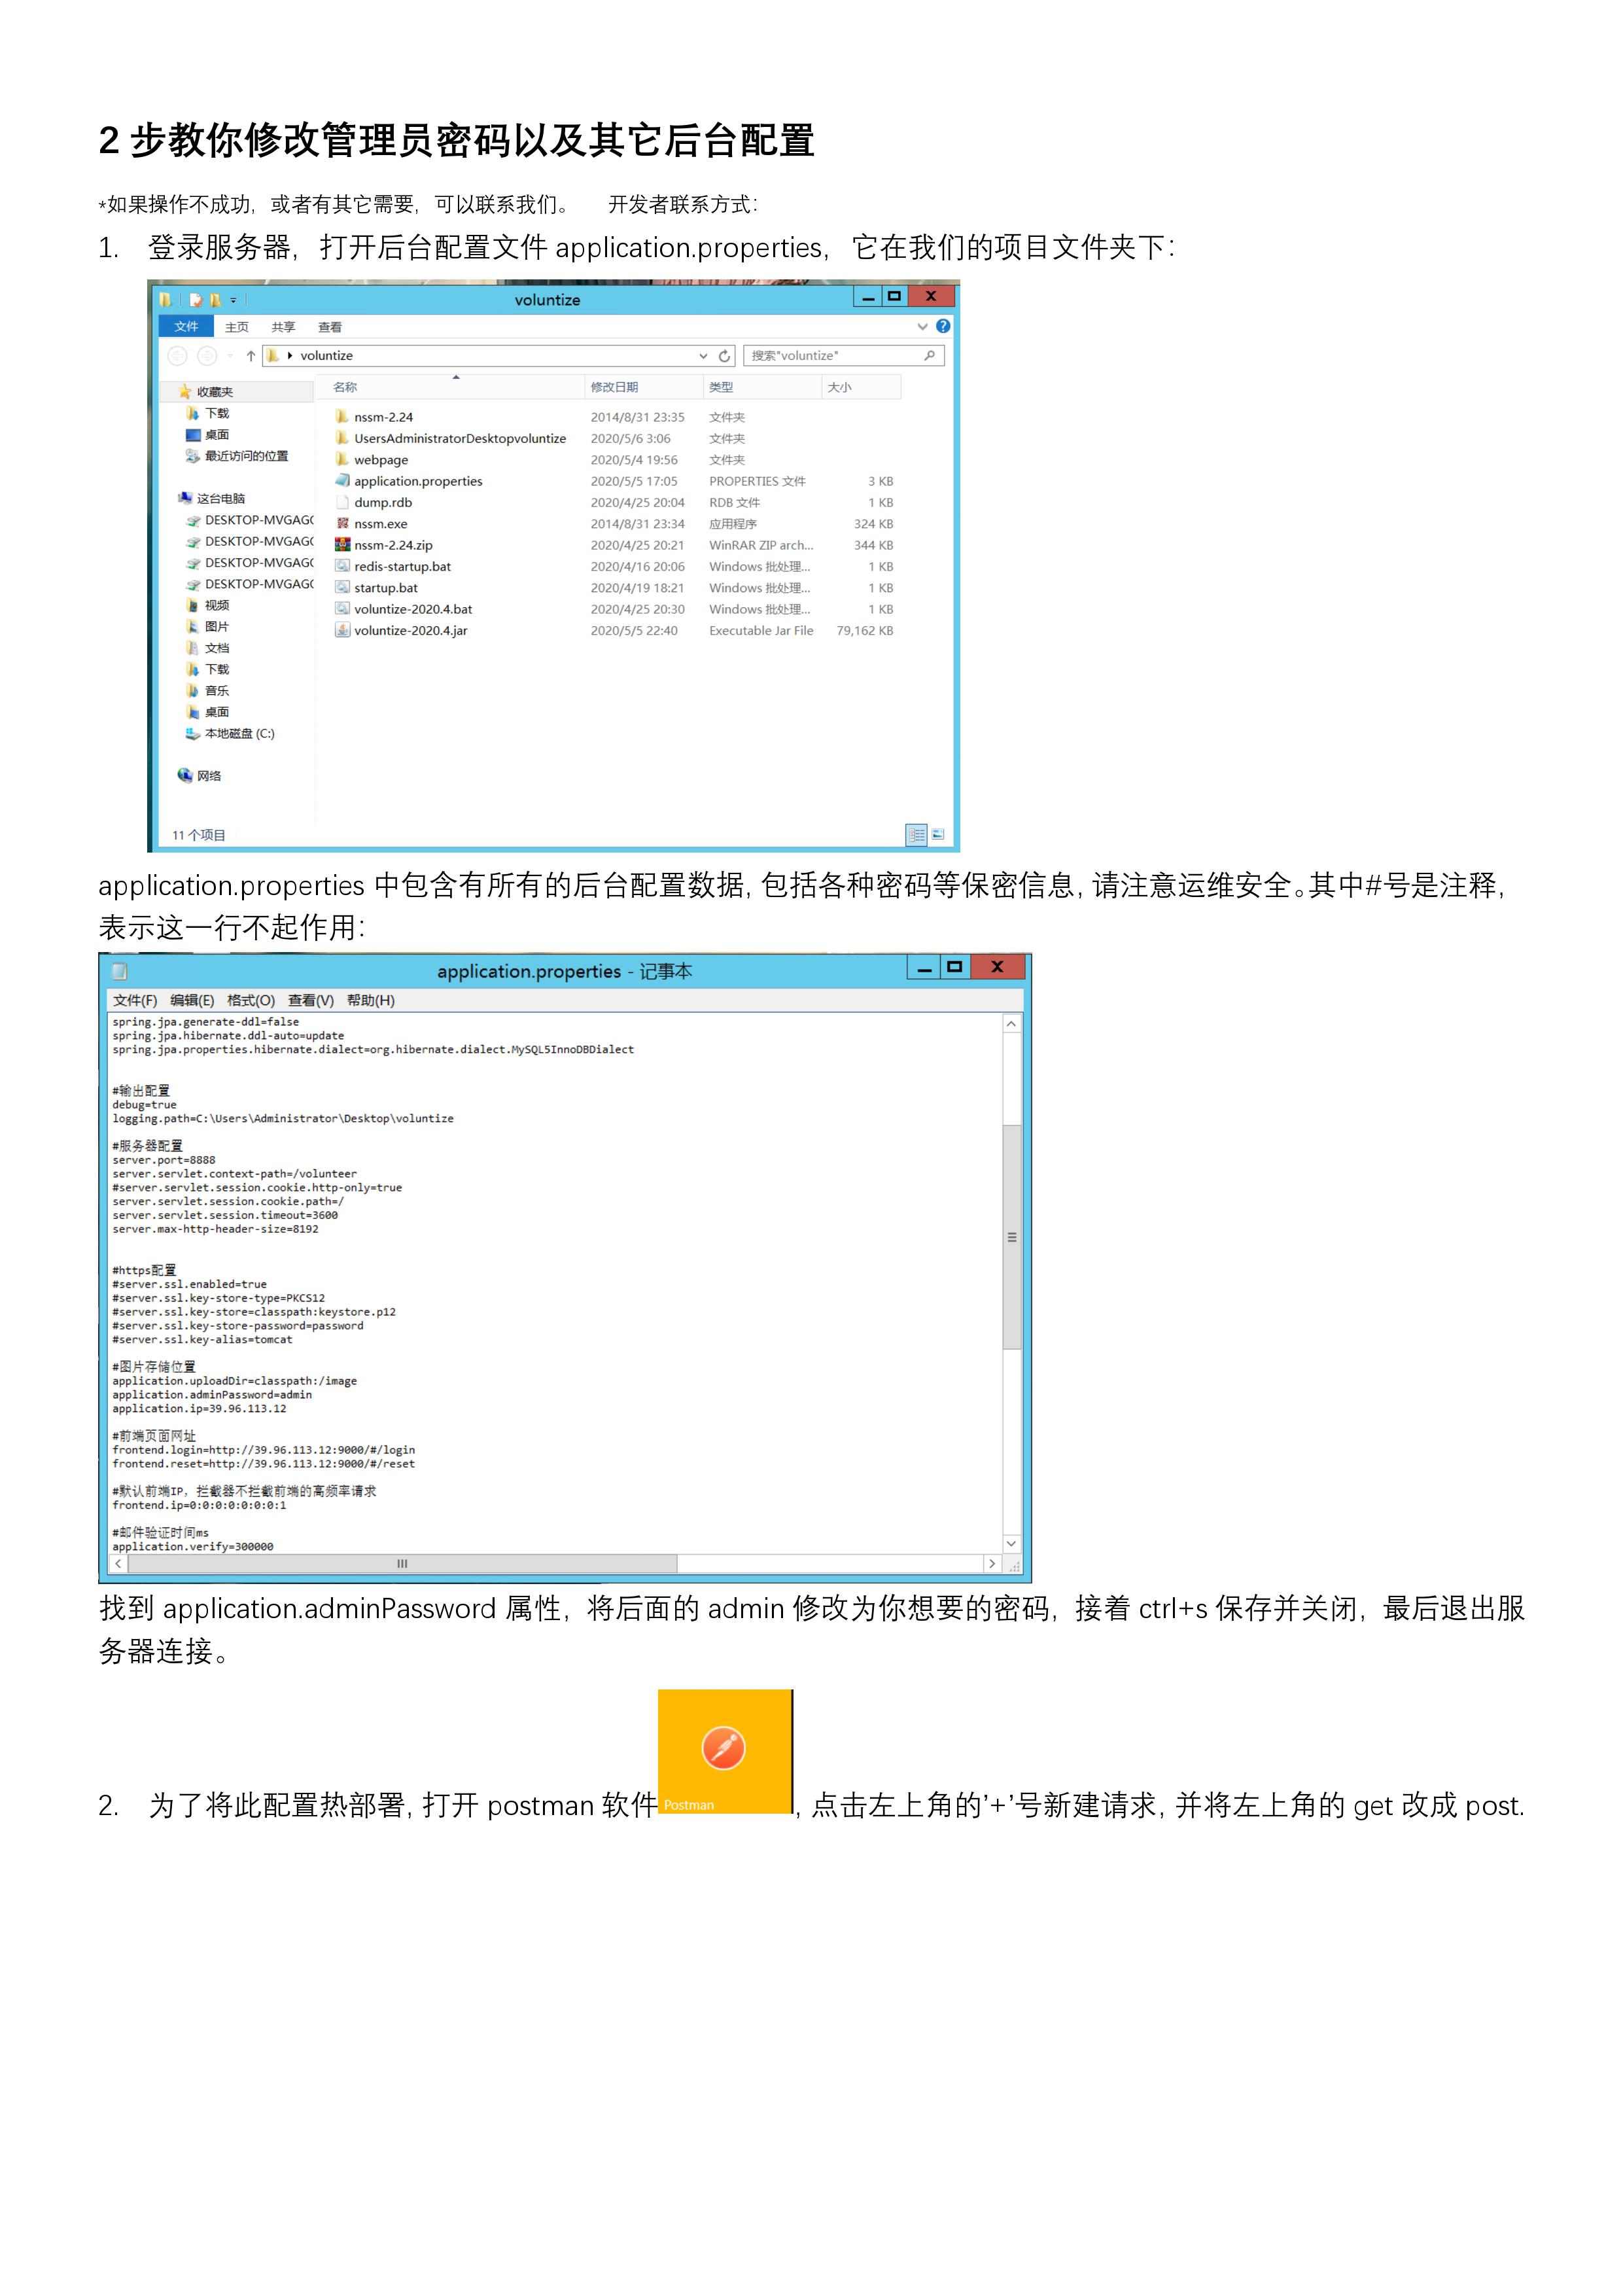 2 步教你修改管理员密码以及其它后台配置
*如果操作不成功，或者有其它需要，可以联系我们。 开发者联系方式：
1. 登录服务器，打开后台配置文件 application.properties，它在我们的项目文件夹下：
voluntize
文件 主页 共享 查看
voluntize 搜索"voluntize"
名称 修改日期 类型 大小
收藏夹
下载
桌面
最近访问的位置
这台电脑
DESKTOP-MVGAG
DESKTOP-MVGAG
DESKTOP-MVGAG
DESKTOP-MVGAG
视频
图片
文档
下载
音乐
桌面
本地磁盘 (C:)
网络
nssm-2.24 2014/8/31 23:35 文件夹
UsersAdministratorDesktopvoluntize 2020/5/6 3:06 文件夹
webpage 2020/5/4 19:56 文件夹
application.properties 2020/5/5 17:05 PROPERTIES 文件 3 KB
dump.rdb 2020/4/25 20:04 RDB 文件 1 KB
nssm.exe 2014/8/31 23:34 应用程序 324 KB
nssm-2.24.zip 2020/4/25 20:21 WinRAR ZIP arch... 344 KB
redis-startup.bat 2020/4/16 20:06 Windows 批处理... 1 KB
startup.bat 2020/4/19 18:21 Windows 批处理... 1 KB
voluntize-2020.4.bat 2020/4/25 20:30 Windows 批处理... 1 KB
voluntize-2020.4.jar 2020/5/5 22:40 Executable Jar File 79,162 KB
11 个项目
application.properties 中包含有所有的后台配置数据，包括各种密码等保密信息，请注意运维安全。其中#号是注释，
表示这一行不起作用：
application.properties - 记事本
文件(F) 编辑(E) 格式(O) 查看(V) 帮助(H)
spring.jpa.generate-ddl=false
spring.jpa.hibernate.ddl-auto=update
spring.jpa.properties.hibernate.dialect=org.hibernate.dialect.MySQL5InnoDBDialect
#输出配置
debug=true
logging.path=C:\Users\Administrator\Desktop\voluntize
#服务器配置
server.port=8888
server.servlet.context-path=/volunteer
#server.servlet.session.cookie.http-only=true
server.servlet.session.cookie.path=/
server.servlet.session.timeout=3600
server.max-http-header-size=8192
#https配置
#server.ssl.enabled=true
#server.ssl.key-store-type=PKCS12
#server.ssl.key-store=classpath:keystore.p12
#server.ssl.key-store-password=password
#server.ssl.key-alias=tomcat
#图片存储位置
application.uploadDir=classpath:/image
application.adminPassword=admin
application.ip=39.96.113.12
#前端页面网址
frontend.login=http://39.96.113.12:9000/#/login
frontend.reset=http://39.96.113.12:9000/#/reset
#默认前端IP，拦截器不拦截前端的高频率请求
frontend.ip=0:0:0:0:0:0:0:1
#邮件验证时间ms
application.verify=300000
找到 application.adminPassword 属性，将后面的 admin 修改为你想要的密码，接着 ctrl+s 保存并关闭，最后退出服
务器连接。
Postman
2. 为了将此配置热部署，打开 postman 软件，点击左上角的’+’号新建请求，并将左上角的 get 改成 post.